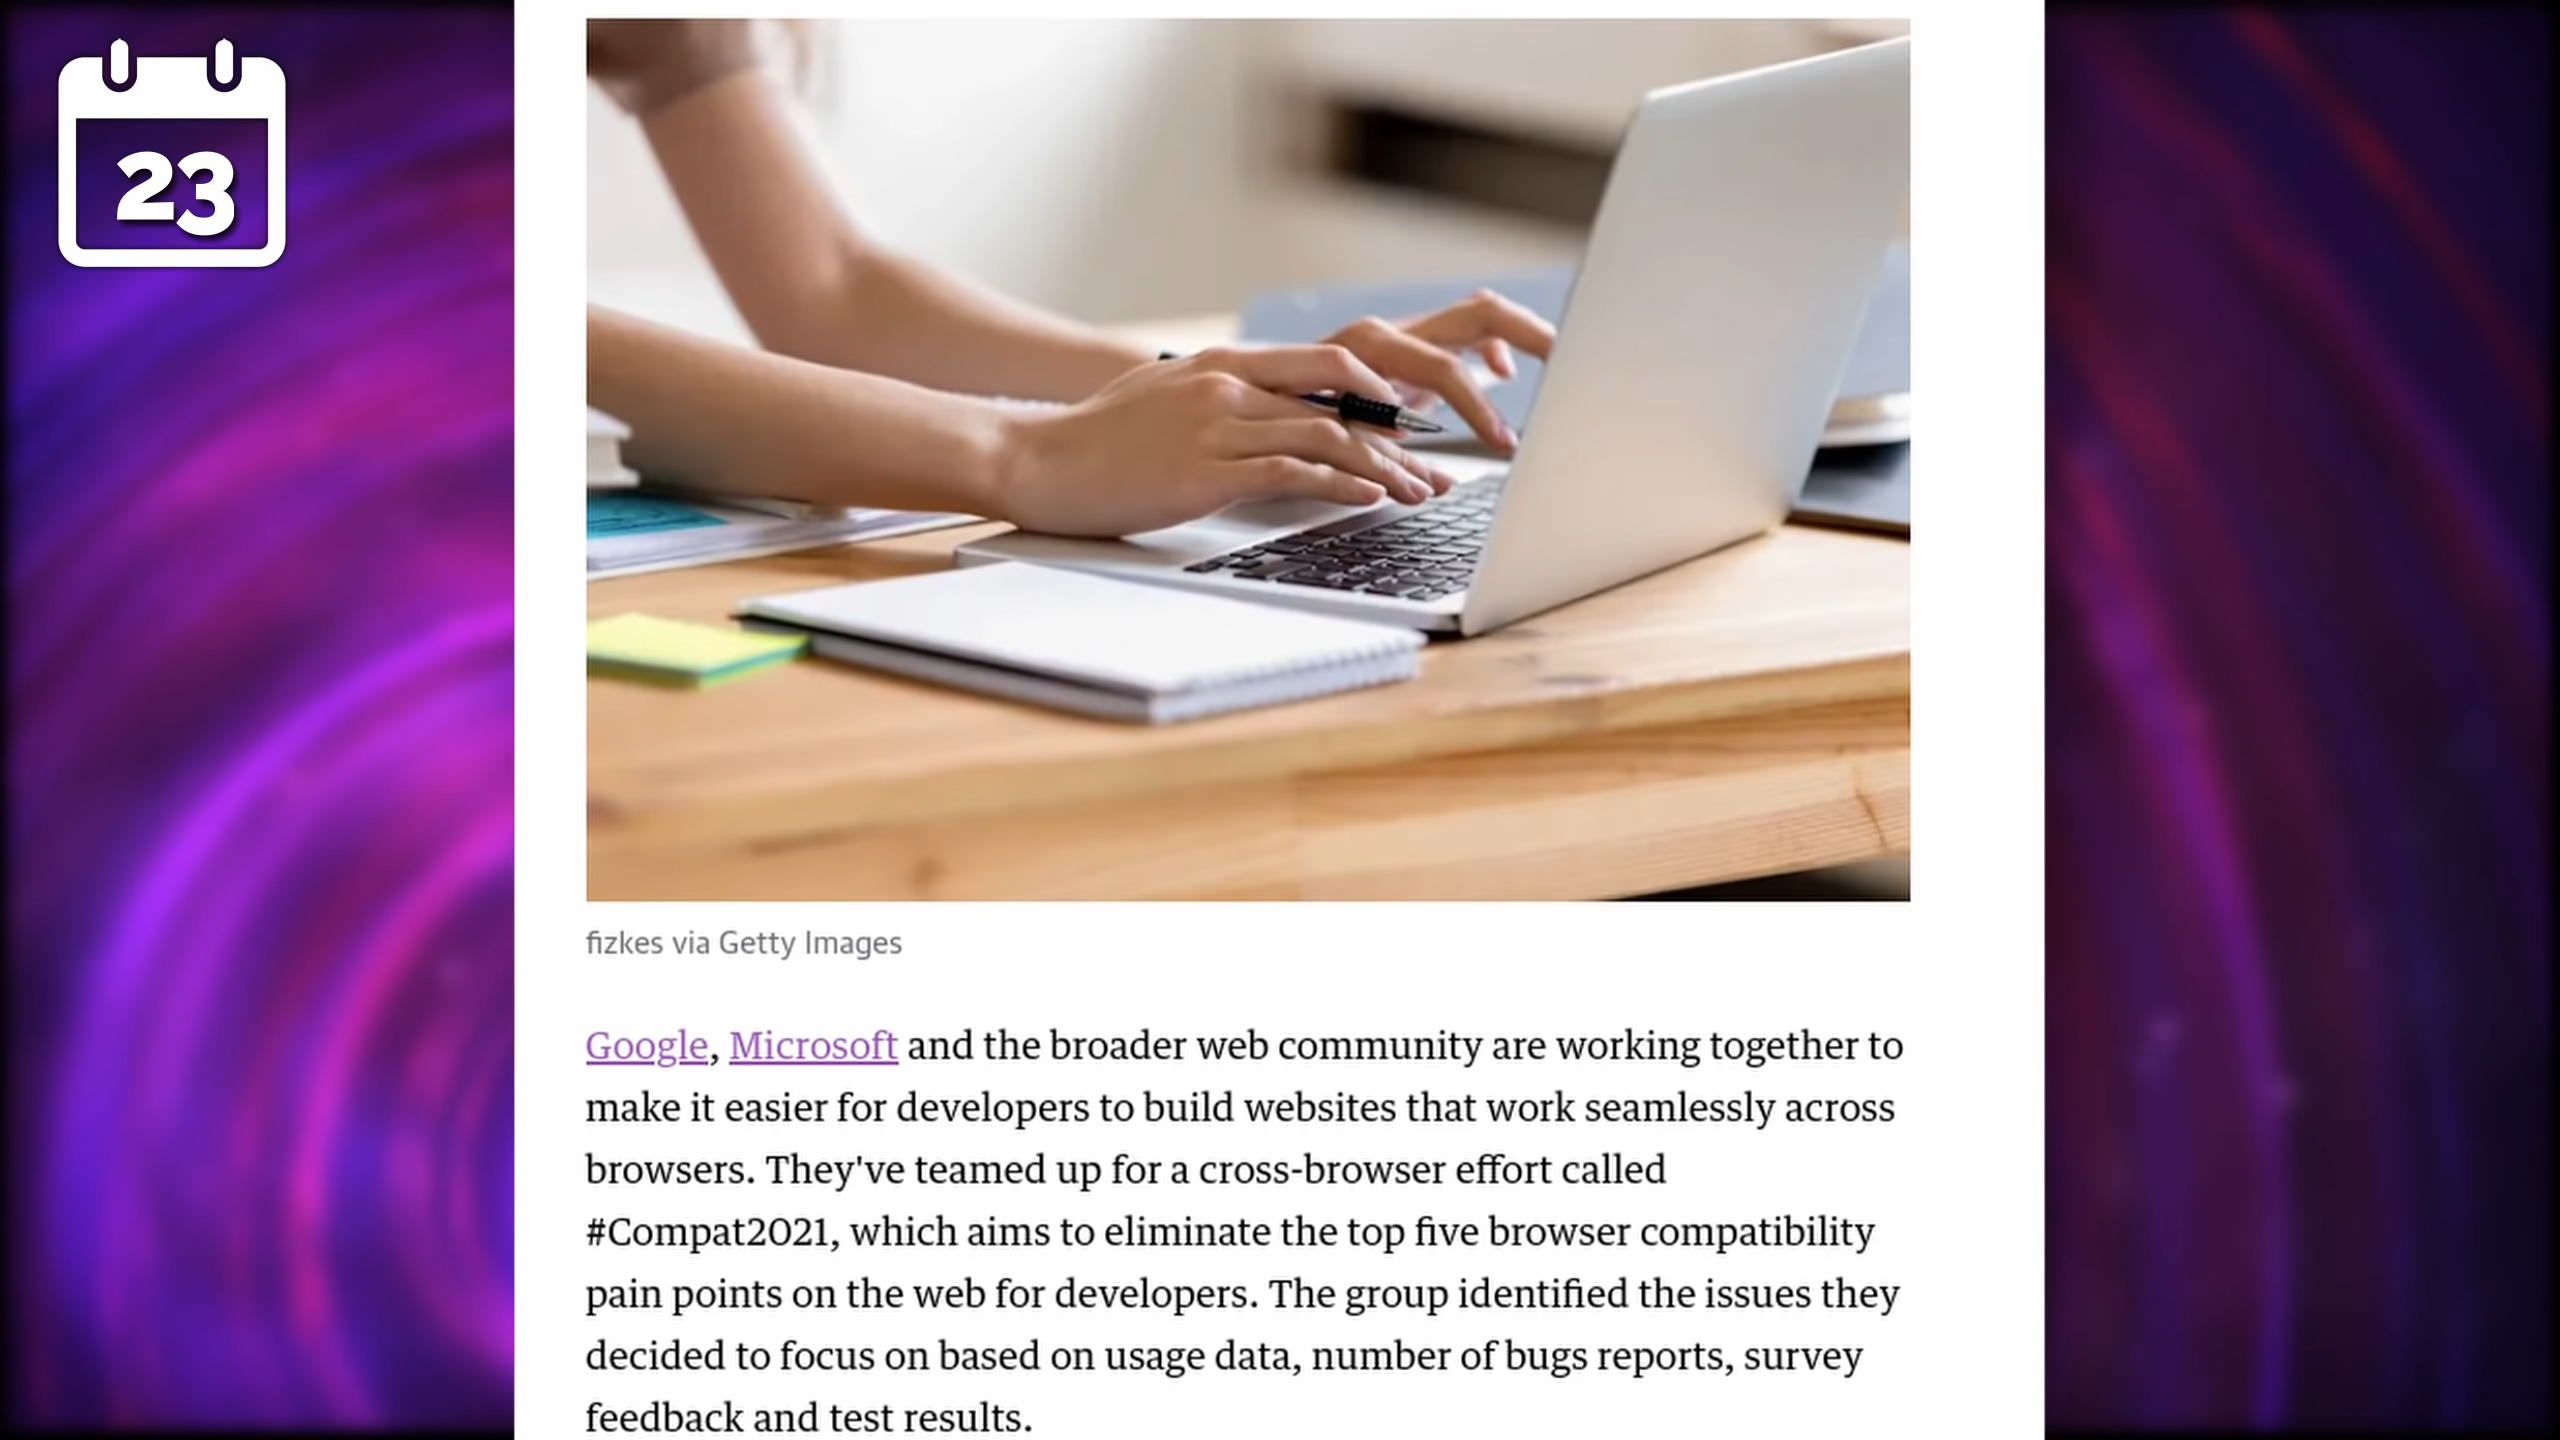 23
fizkes via Getty Images
Google, Microsoft and the broader web community are working together to
make it easier for developers to build websites that work seamlessly across
browsers. They've teamed up for a cross-browser effort called
#Compat2021, which aims to eliminate the top five browser compatibility
pain points on the web for developers. The group identified the issues they
decided to focus on based on usage data, number of bugs reports, survey
feedback and test results.